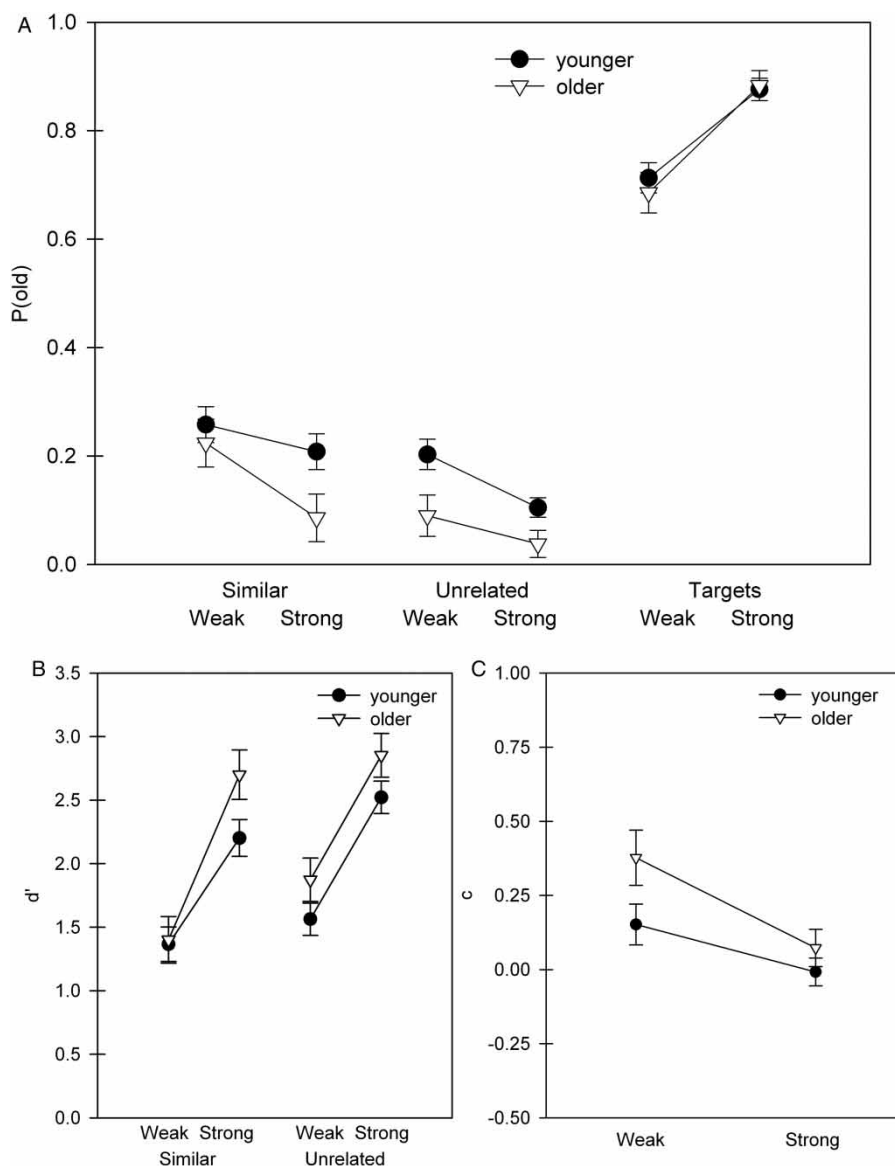 A
1.0
0.8
0.6
0.4
0.2
0.0
P(old)
younger
older
Similar
Unrelated
Targets
Weak Strong
Weak Strong
Weak Strong
B
3.5
3.0
2.5
2.0
1.5
1.0
0.5
0.0
d'
younger
older
Weak Strong
Weak Strong
Similar
Unrelated
C
1.00
0.75
0.50
0.25
0.00
-0.25
-0.50
c
younger
older
Weak
Strong